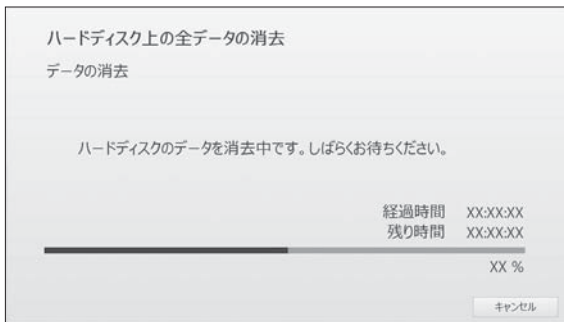 ハードディスク上の全データの消去
データの消去
ハードディスクのデータを消去中です。しばらくお待ちください。
経過時間 XX:XX:XX
残り時間 XX:XX:XX
XX %
キャンセル